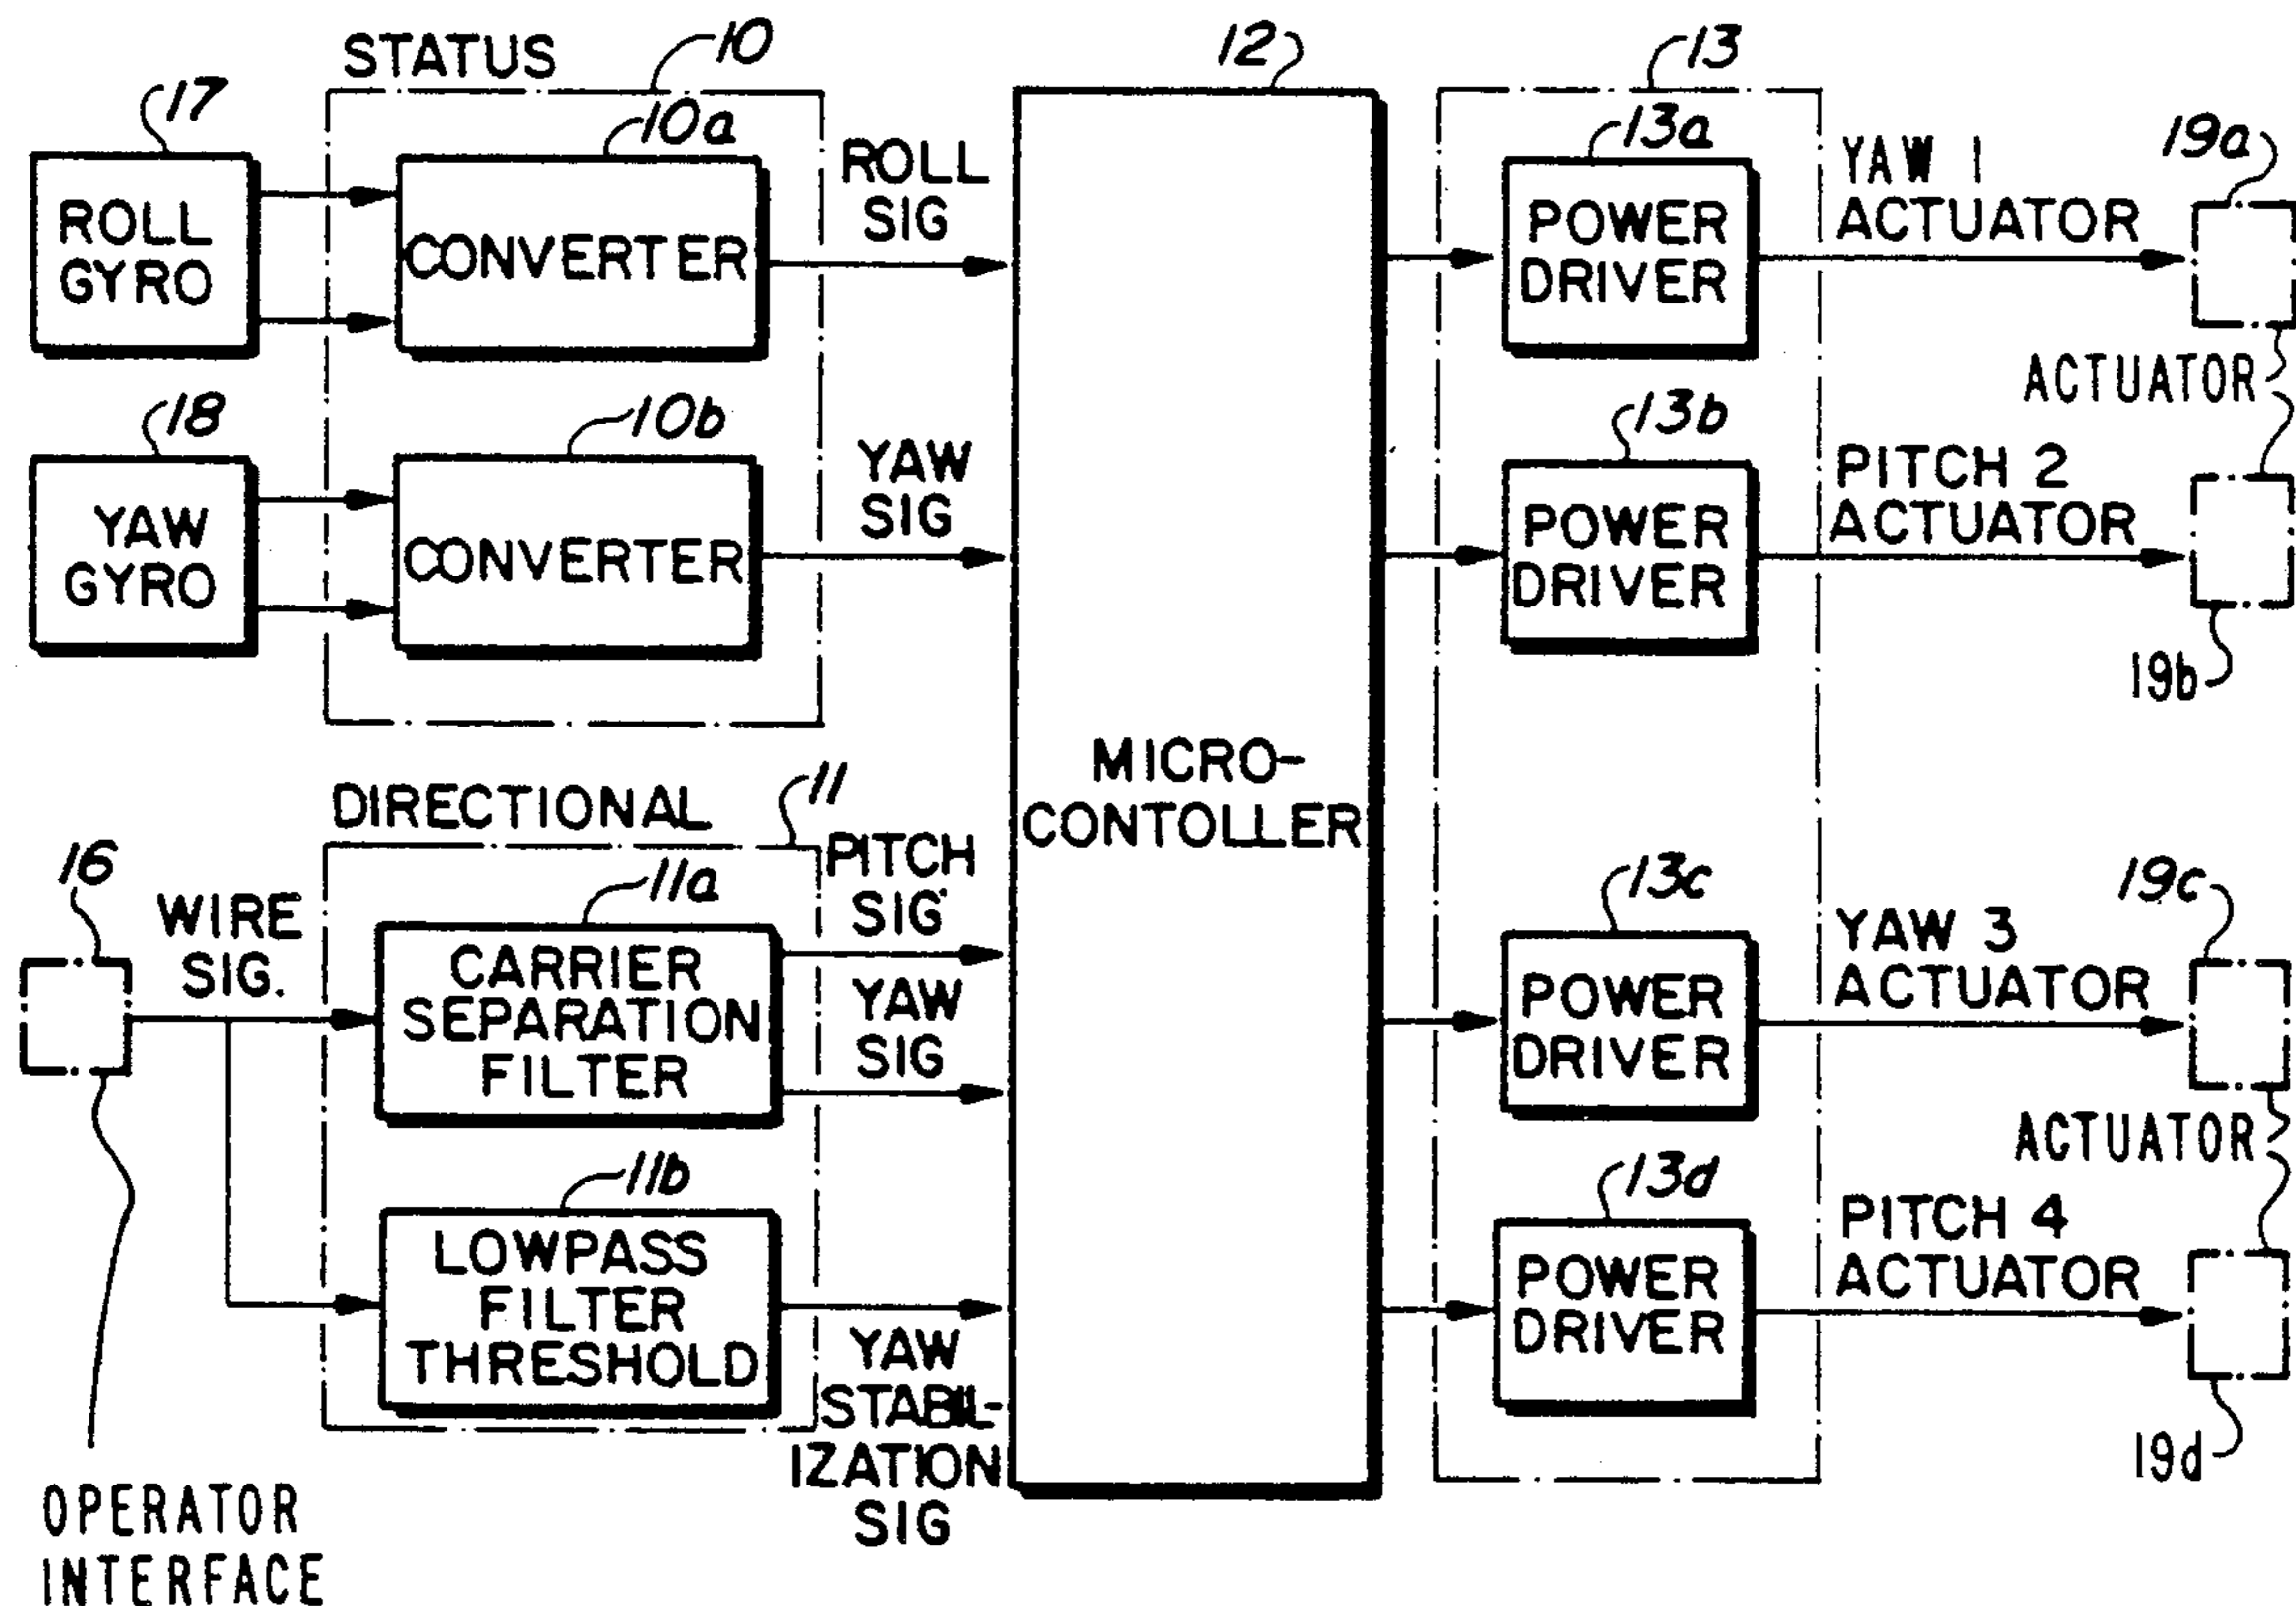 STATUS
10
17
10a
ROLL
GYRO
CONVERTER
ROLL
SIG
18
10b
YAW
GYRO
CONVERTER
YAW
SIG
DIRECTIONAL
11
16
WIRE
SIG.
11a
CARRIER
SEPARATION
FILTER
PITCH
SIG
YAW
SIG
11b
LOWPASS
FILTER
THRESHOLD
YAW
STABIL-
IZATION
SIG
OPERATOR
INTERFACE
12
MICRO-
CONTOLLER
13
13a
POWER
DRIVER
YAW 1
ACTUATOR
19a
ACTUATOR
13b
POWER
DRIVER
PITCH 2
ACTUATOR
19b
13c
POWER
DRIVER
YAW 3
ACTUATOR
19c
ACTUATOR
13d
POWER
DRIVER
PITCH 4
ACTUATOR
19d